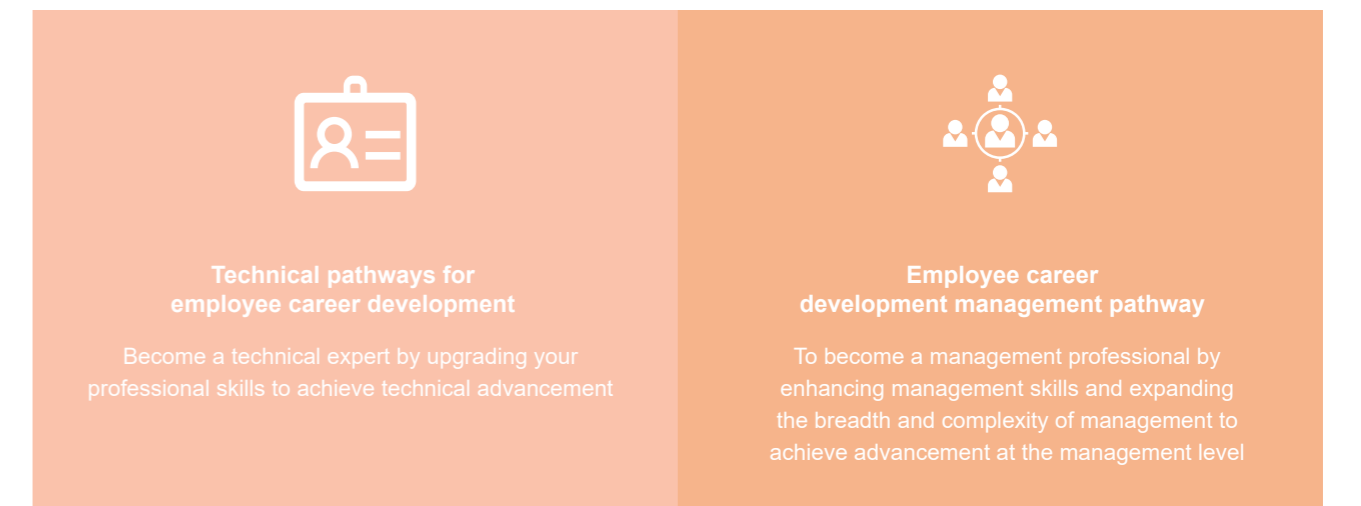 Technical pathways for
employee career development
Become a technical expert by upgrading your
professional skills to achieve technical advancement
Employee career
development management pathway
To become a management professional by
enhancing management skills and expanding
the breadth and complexity of management to
achieve advancement at the management level